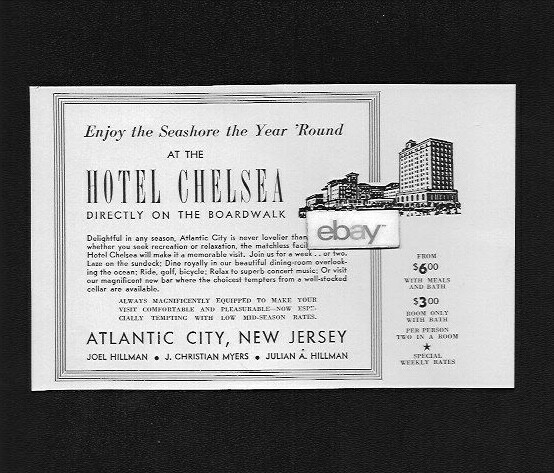 Enjoy the Seashore the Year 'Round
AT THE
HOTEL CHELSEA
DIRECTLY ON THE BOARDWALK
Delightful in any season, Atlantic City is never lovelier
whether you seek recreation or relaxation, the matchless
Hotel Chelsea will make it a memorable visit. Join us for a week . . or two.
Laze on the sundock; Dine royally in our beautiful dining-room overlook-
ing the ocean; Ride, golf, bicycle; Relax to superb concert music; Or visit
our magnificent new bar where the choicest tempters from a well-stocked
cellar are available.
ALWAYS MAGNIFICENTLY EQUIPPED TO MAKE YOUR
VISIT COMFORTABLE AND PLEASURABLE—NOW ESPE-
CIALLY TEMPTING WITH LOW MID-SEASON RATES.
ATLANTIC CITY, NEW JERSEY
JOEL HILLMAN • J. CHRISTIAN MYERS • JULIAN A. HILLMAN
ebay
FROM
$6.00
WITH MEALS
AND BATH
$3.00
ROOM ONLY
WITH BATH
PER PERSON
TWO IN A ROOM
★
SPECIAL
WEEKLY RATES